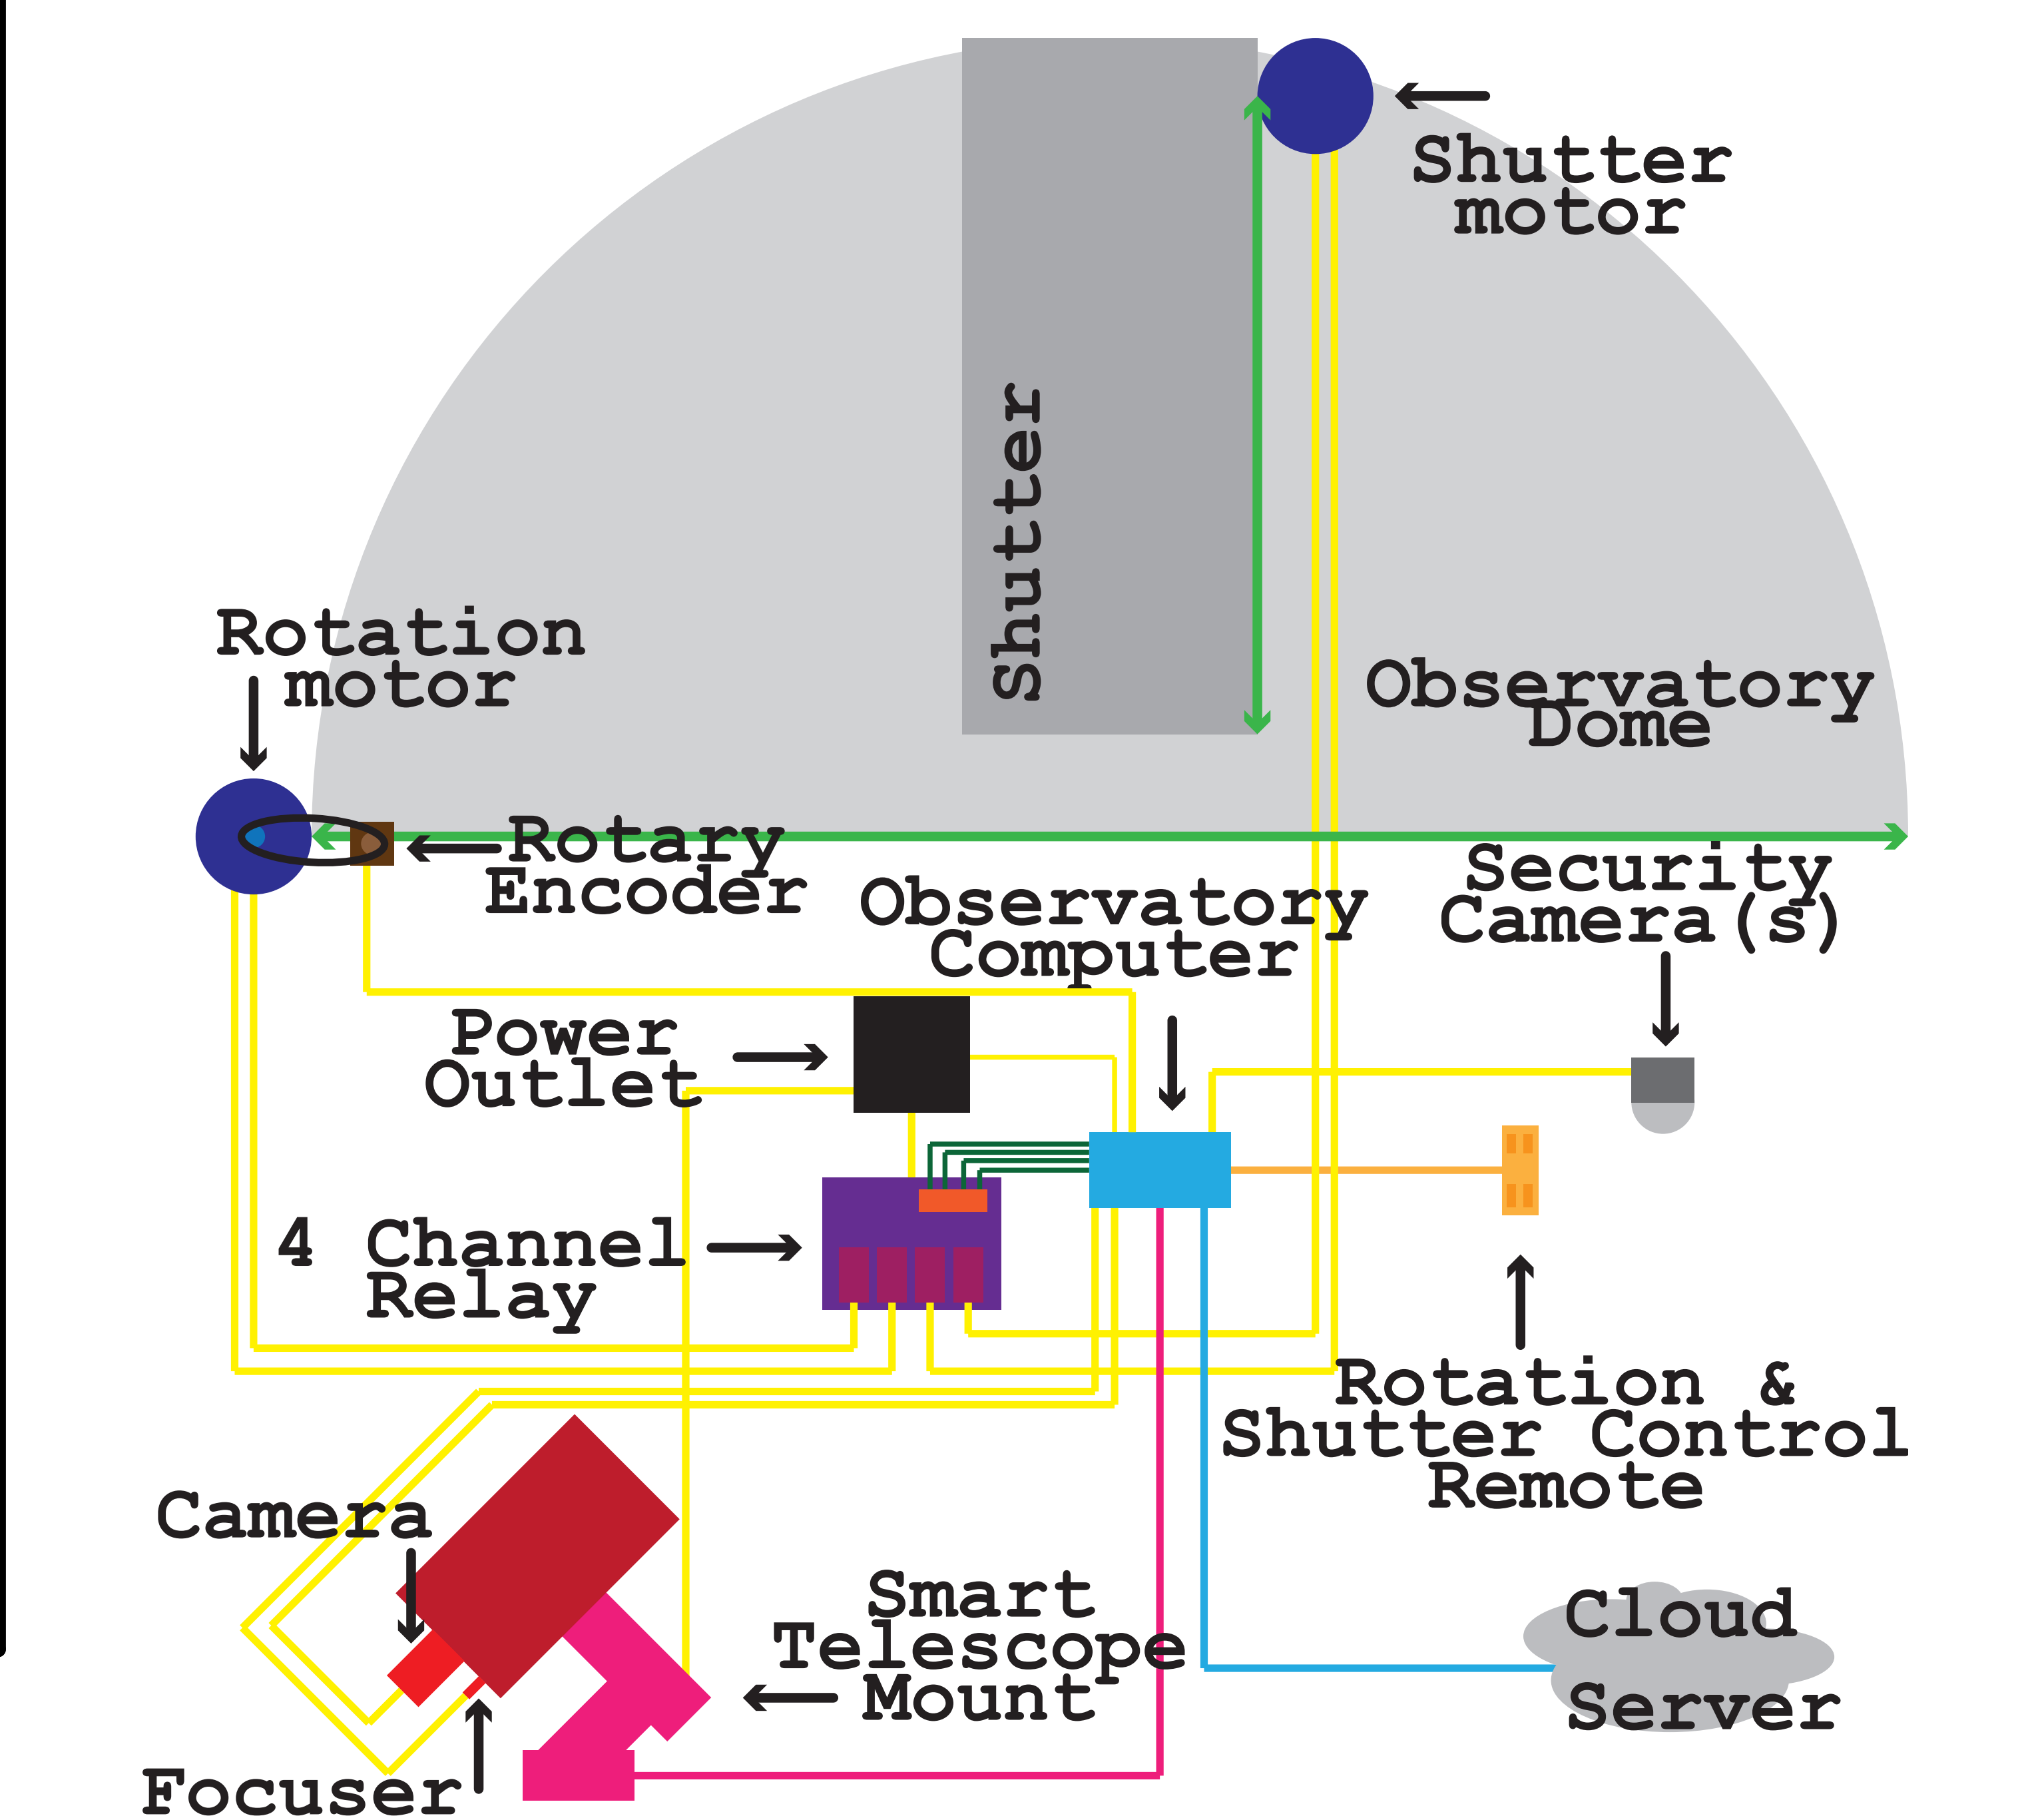 Shutter
motor
Shutter
Rotation
motor
Observatory
Dome
Rotary
Encoder
Observatory
Computer
Security
Camera(s)
Power
Outlet
4 Channel
Relay
Rotation &
Shutter Control
Remote
Camera
Smart
Telescope
Mount
Cloud
Server
Focuser